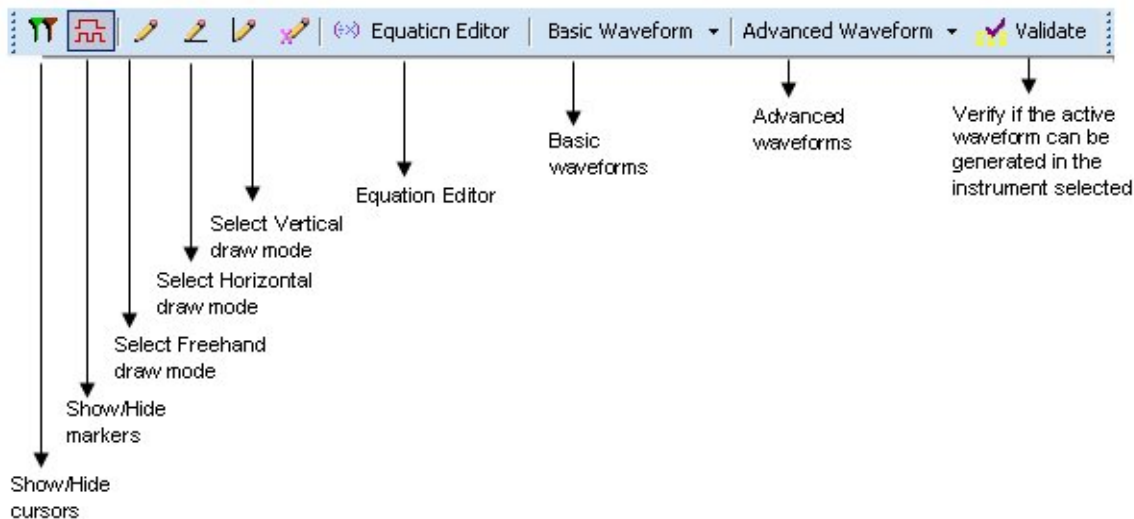 (=x) Equaticn Editor
Basic Waveform
Advanced Waveform
Validate
Verify if the active
waveform can be
generated in the
instrument selected
Advanced
waveforms
Basic
waveforms
Equation Editor
Select Vertical
draw mode
Select Horizontal
draw mode
Select Freehand
draw mode
Show/Hide
markers
Show/Hide
cursors